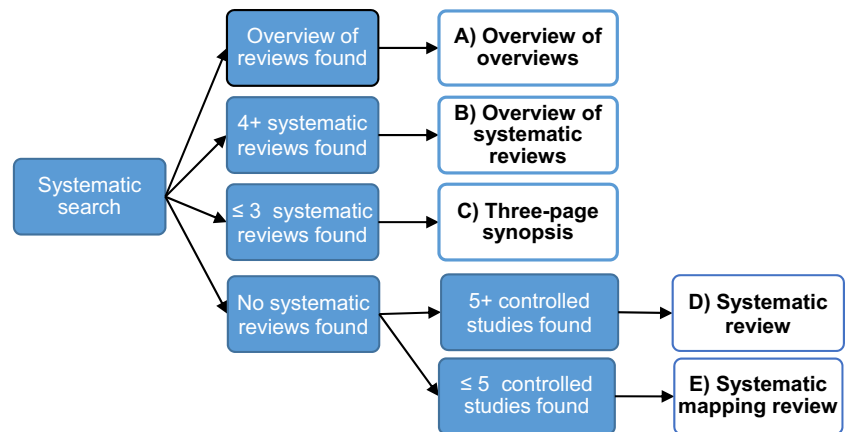 Overview of
reviews found
A) Overview of
overviews
4+ systematic
reviews found
B) Overview of
systematic
reviews
Systematic
search
≤ 3 systematic
reviews found
C) Three-page
synopsis
No systematic
reviews found
5+ controlled
studies found
D) Systematic
review
≤ 5 controlled
studies found
E) Systematic
mapping review